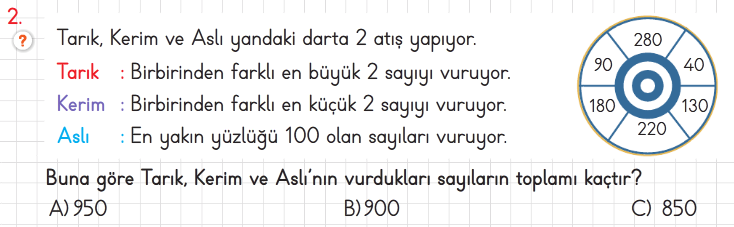 2.
?
Tarık, Kerim ve Aslı yandaki darta 2 atış yapıyor.
Tarık : Birbirinden farklı en büyük 2 sayıyı vuruyor.
Kerim : Birbirinden farklı en küçük 2 sayıyı vuruyor.
Aslı : En yakın yüzlüğü 100 olan sayıları vuruyor.
280
90 40
180 130
220
Buna göre Tarık, Kerim ve Aslı’nın vurdukları sayıların toplamı kaçtır?
A) 950 B) 900 C) 850